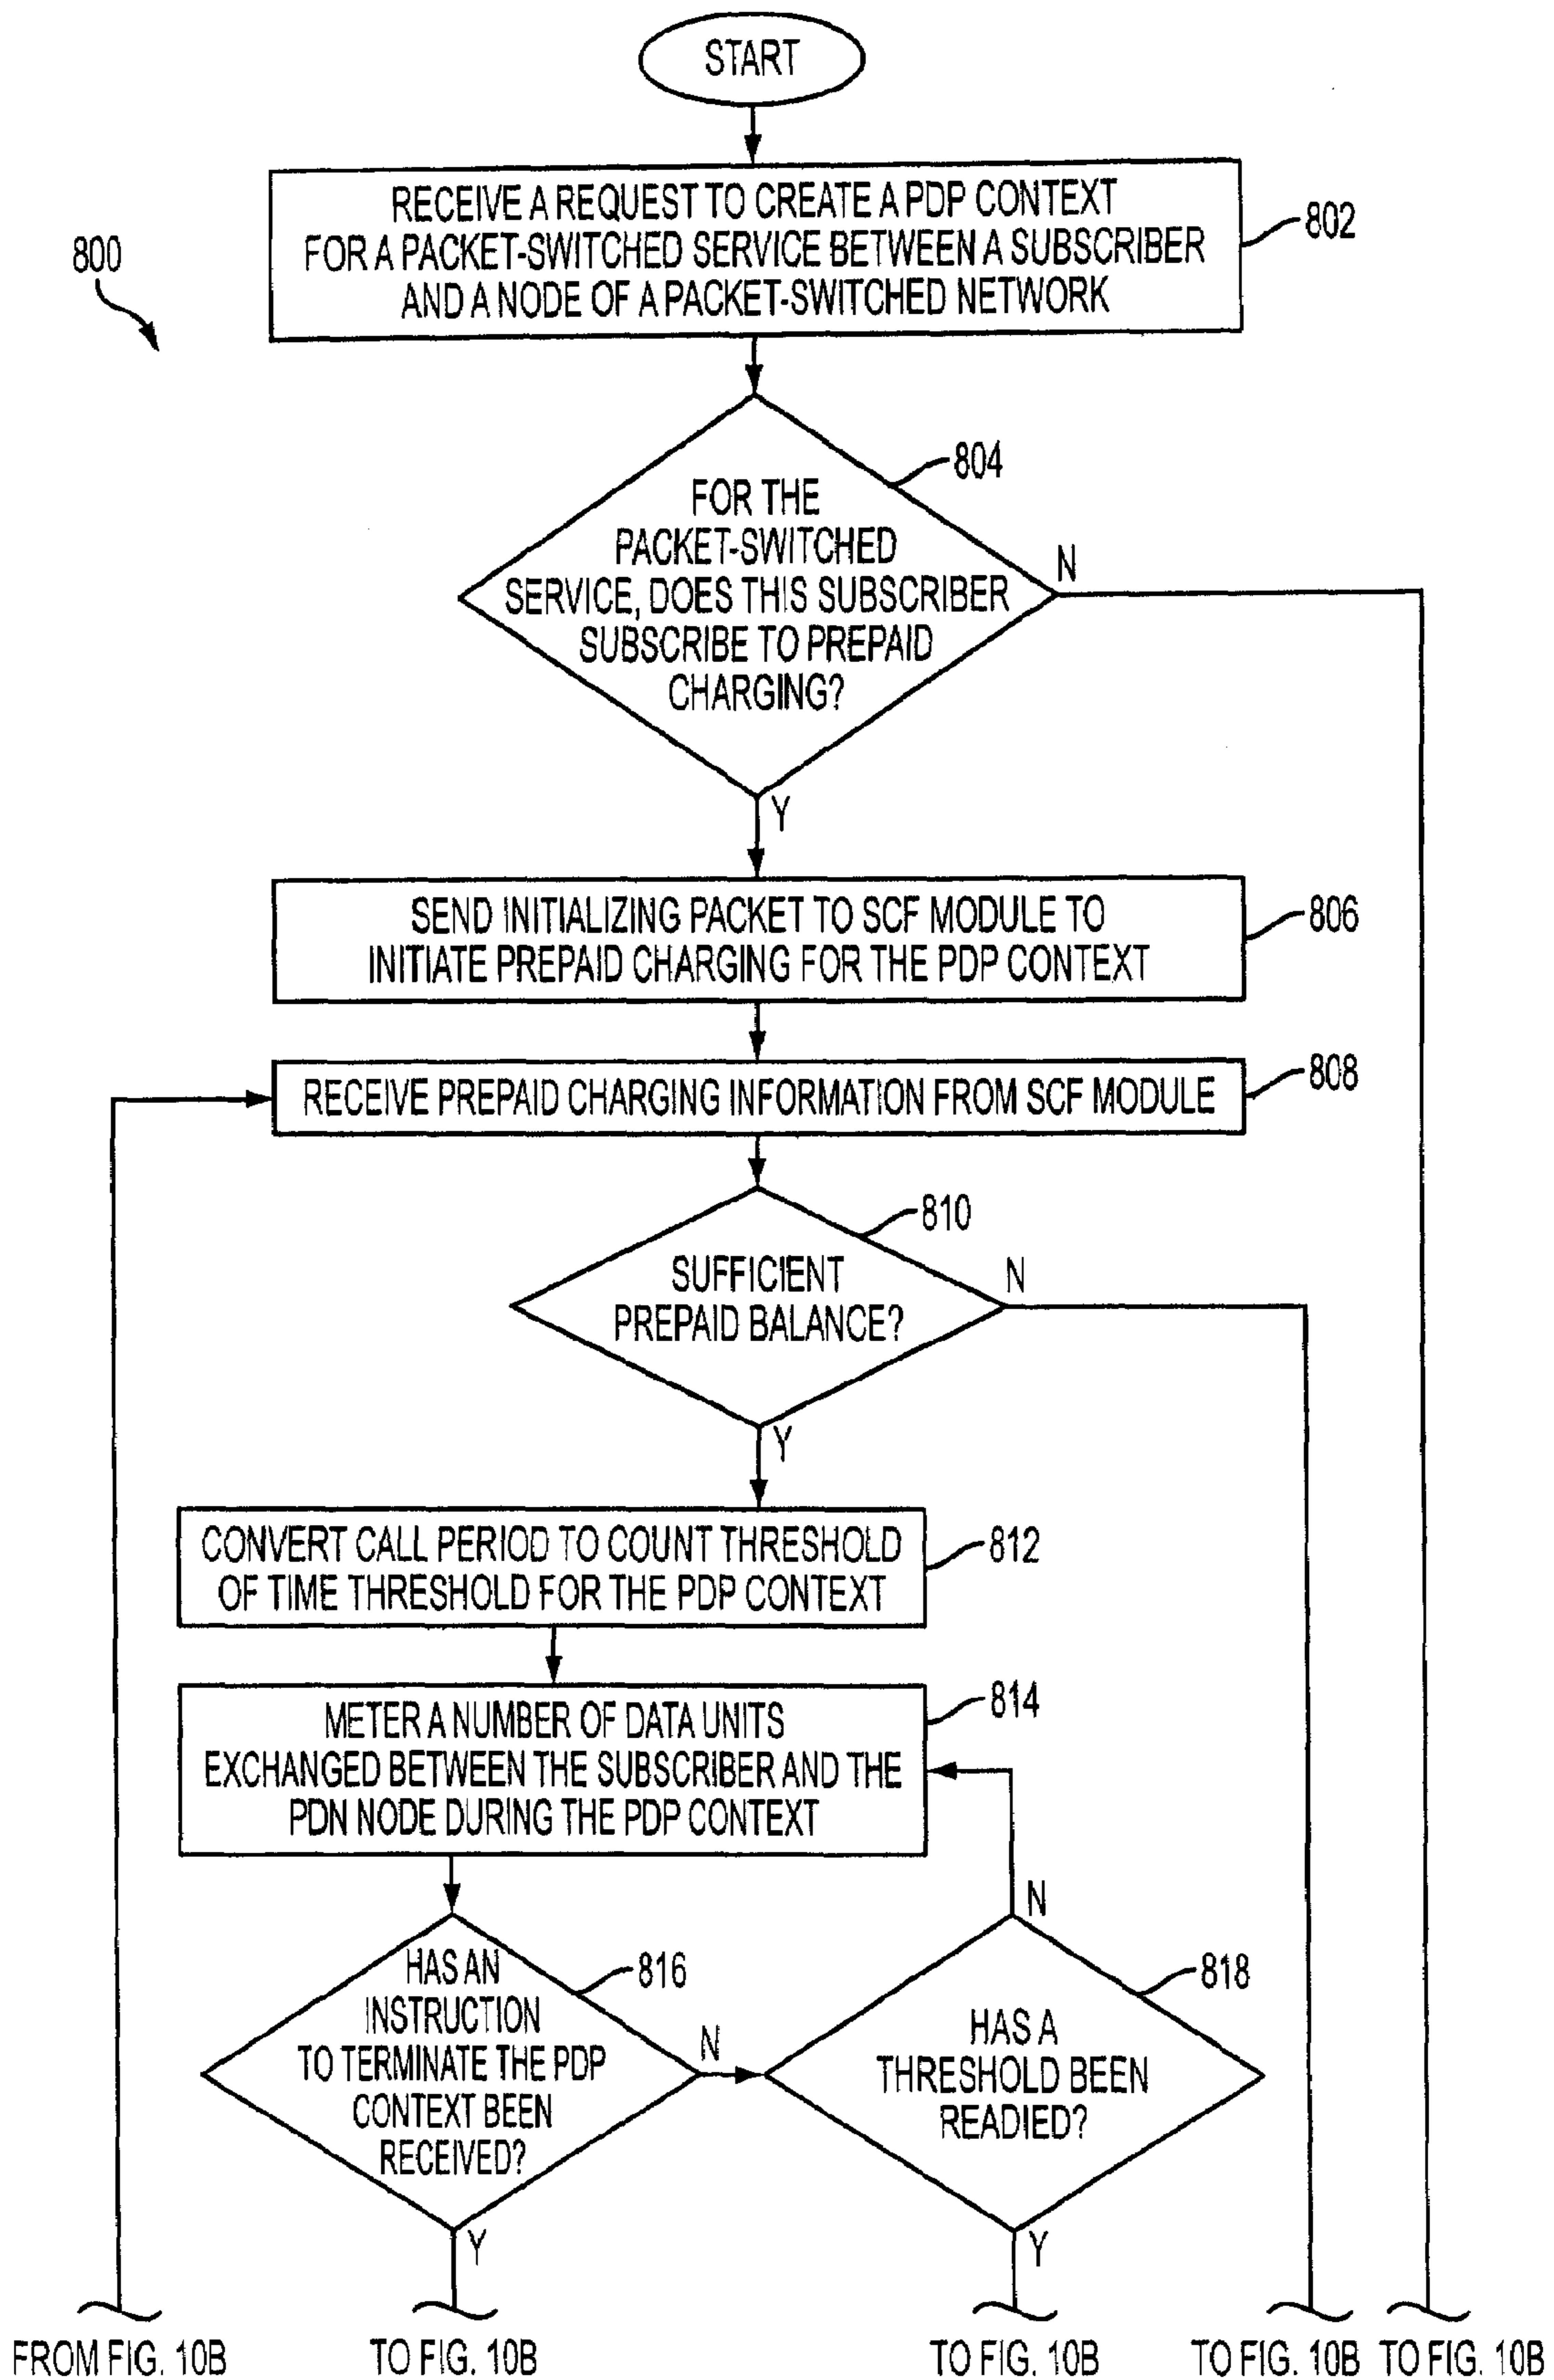 START
RECEIVE A REQUEST TO CREATE A PDP CONTEXT
FOR A PACKET-SWITCHED SERVICE BETWEEN A SUBSCRIBER
AND A NODE OF A PACKET-SWITCHED NETWORK
802
800
804
FOR THE
PACKET-SWITCHED
SERVICE, DOES THIS SUBSCRIBER
SUBSCRIBE TO PREPAID
CHARGING?
N
Y
SEND INITIALIZING PACKET TO SCF MODULE TO
INITIATE PREPAID CHARGING FOR THE PDP CONTEXT
806
RECEIVE PREPAID CHARGING INFORMATION FROM SCF MODULE
808
810
SUFFICIENT
PREPAID BALANCE?
N
Y
CONVERT CALL PERIOD TO COUNT THRESHOLD
OF TIME THRESHOLD FOR THE PDP CONTEXT
812
METER A NUMBER OF DATA UNITS
EXCHANGED BETWEEN THE SUBSCRIBER AND THE
PDN NODE DURING THE PDP CONTEXT
814
HAS AN
INSTRUCTION
TO TERMINATE THE PDP
CONTEXT BEEN
RECEIVED?
816
N
Y
N
818
HAS A
THRESHOLD BEEN
READIED?
Y
FROM FIG. 10B
TO FIG. 10B
TO FIG. 10B
TO FIG. 10B
TO FIG. 10B